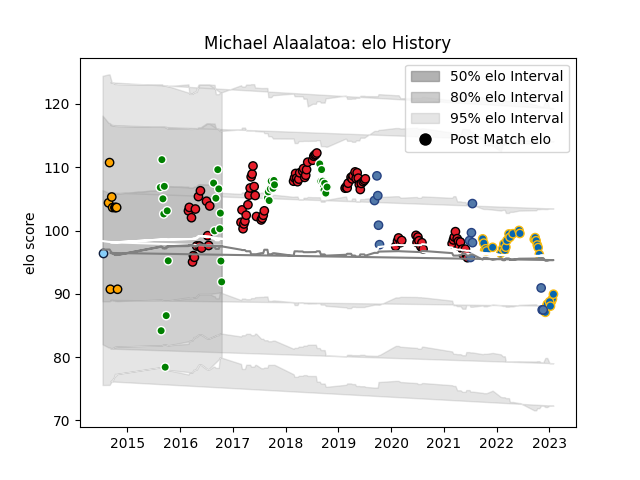 Michael Alaalatoa: elo History
50% elo Interval
80% elo Interval
95% elo Interval
Post Match elo
elo score
120
110
100
90
80
70
2015 2016 2017 2018 2019 2020 2021 2022 2023